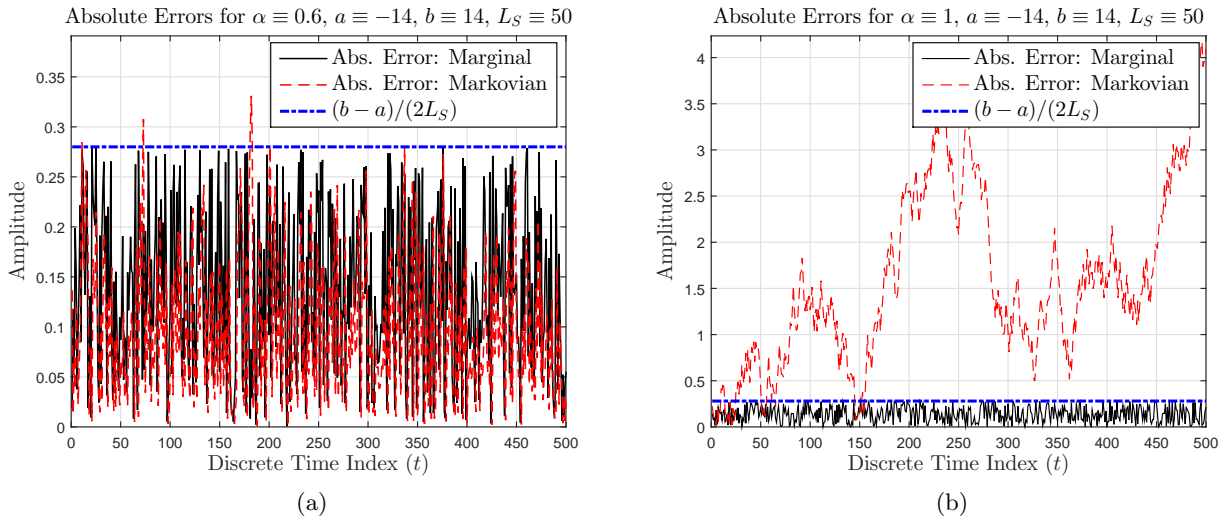 Absolute Errors for α ≡ 0.6, a ≡ −14, b ≡ 14, L_S ≡ 50
Abs. Error: Marginal
Abs. Error: Markovian
(b − a)/(2L_S)
Amplitude
0.35
0.3
0.25
0.2
0.15
0.1
0.05
0
0 50 100 150 200 250 300 350 400 450 500
Discrete Time Index (t)
(a)
Absolute Errors for α ≡ 1, a ≡ −14, b ≡ 14, L_S ≡ 50
Abs. Error: Marginal
Abs. Error: Markovian
(b − a)/(2L_S)
Amplitude
4
3.5
3
2.5
2
1.5
1
0.5
0
0 50 100 150 200 250 300 350 400 450 500
Discrete Time Index (t)
(b)